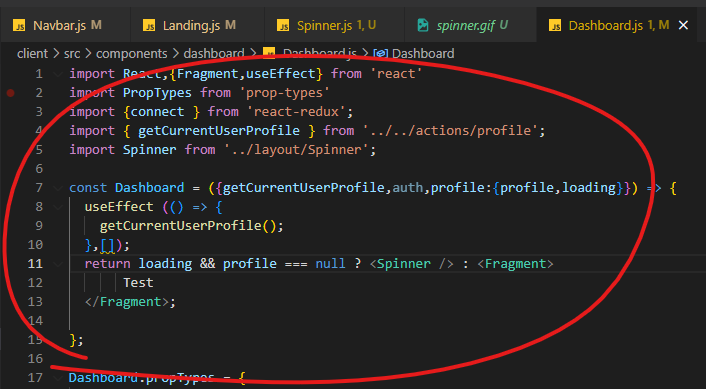 Navbar.js JS Landing.js JS Spinner.js 1, U spinner.gif U JS Dashboard.js 1, M ×
client > src > components > dashboard > JS Dashboard.js > Dashboard
1 import React,{Fragment,useEffect} from 'react'
2 import PropTypes from 'prop-types'
3 import {connect } from 'react-redux';
4 import { getCurrentUserProfile } from '../../actions/profile';
5 import Spinner from '../layout/Spinner';
6
7 const Dashboard = ({getCurrentUserProfile,auth,profile:{profile,loading}}) => {
8 useEffect (() => {
9 getCurrentUserProfile();
10 },[]);
11 return loading && profile === null ? <Spinner /> : <Fragment>
12 Test
13 </Fragment>;
14
15 };
16
17 Dashboard.propTypes = {